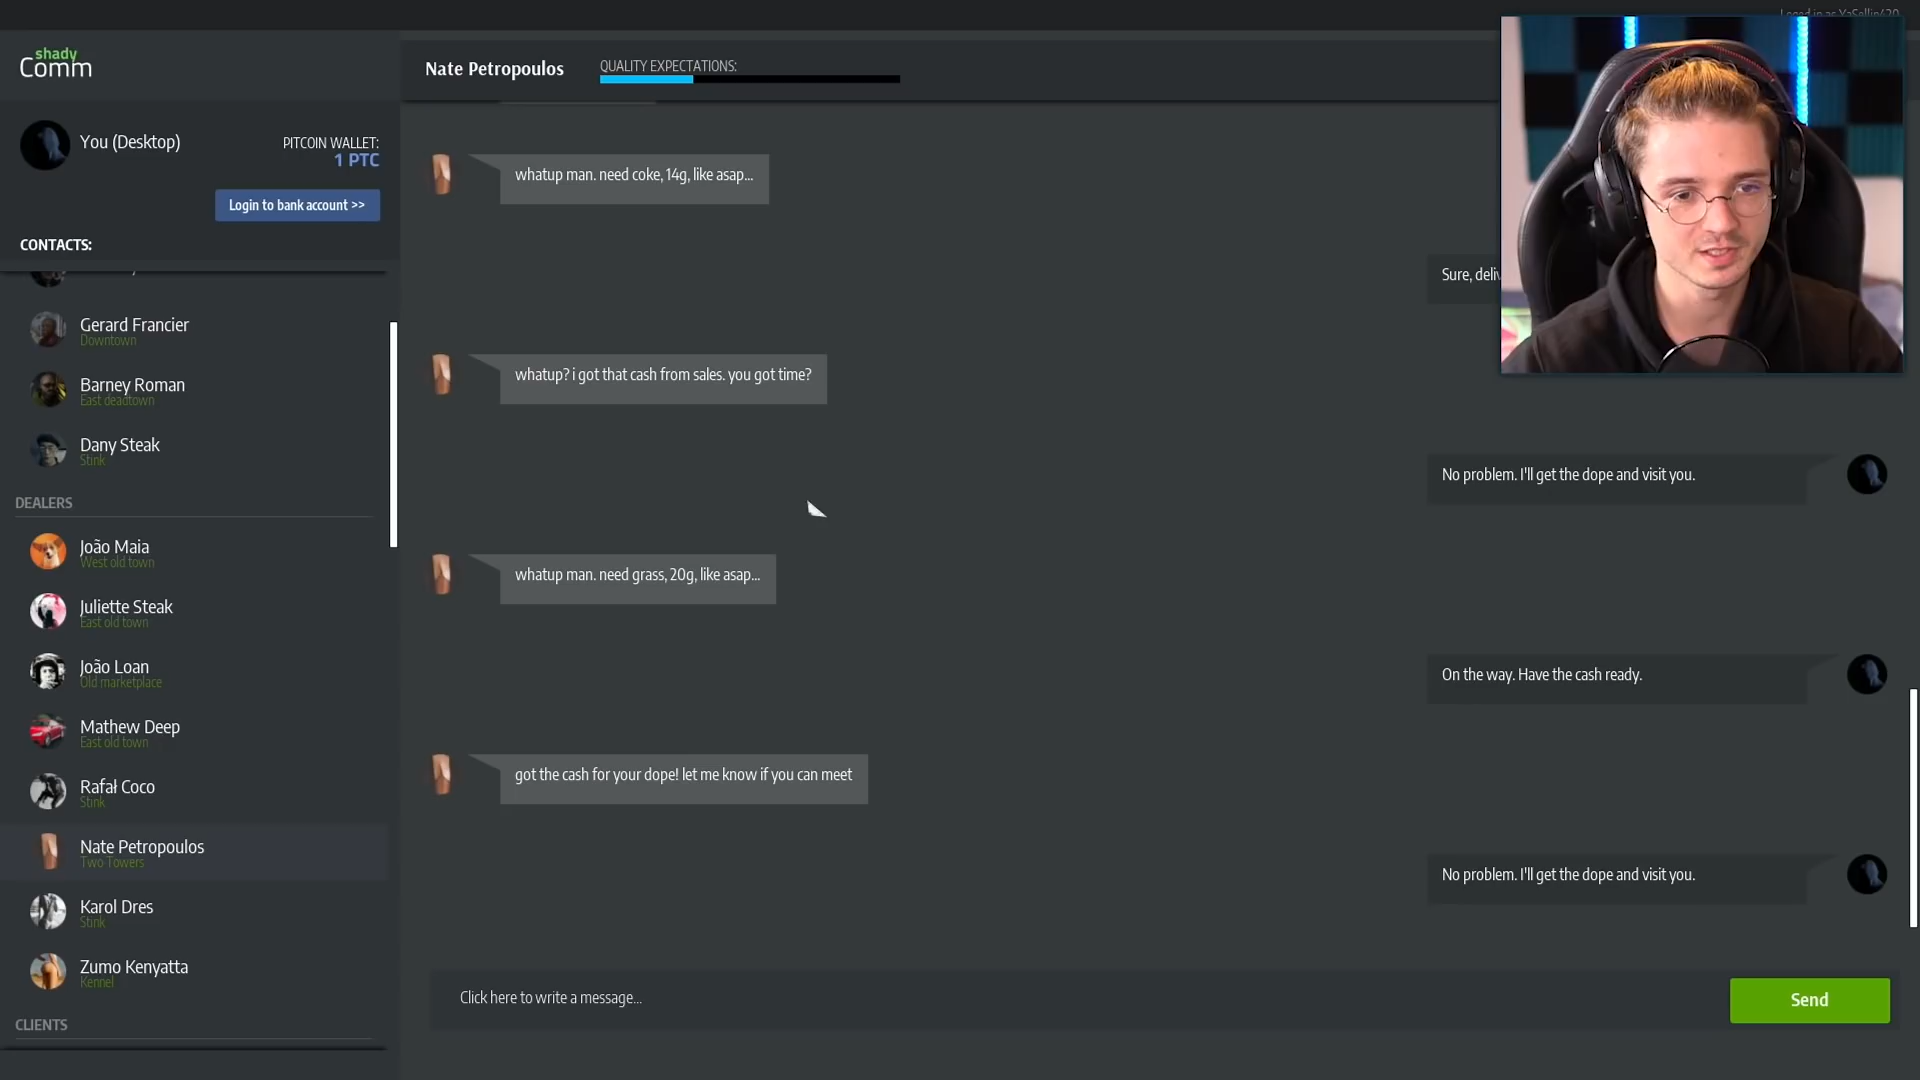 Loged in as YaSellin420
shady
Comm
You (Desktop)
PITCOIN WALLET:
1 PTC
Login to bank account >>
CONTACTS:
Gerard Francier
Downtown
Barney Roman
East deadtown
Dany Steak
Stink
DEALERS
João Maia
West old town
Juliette Steak
East old town
João Loan
Old marketplace
Mathew Deep
East old town
Rafał Coco
Stink
Nate Petropoulos
Two Towers
Karol Dres
Stink
Zumo Kenyatta
Kennel
CLIENTS
Nate Petropoulos
QUALITY EXPECTATIONS:
whatup man. need coke, 14g, like asap...
Sure, deli
whatup? i got that cash from sales. you got time?
No problem. I'll get the dope and visit you.
whatup man. need grass, 20g, like asap...
On the way. Have the cash ready.
got the cash for your dope! let me know if you can meet
No problem. I'll get the dope and visit you.
Click here to write a message...
Send